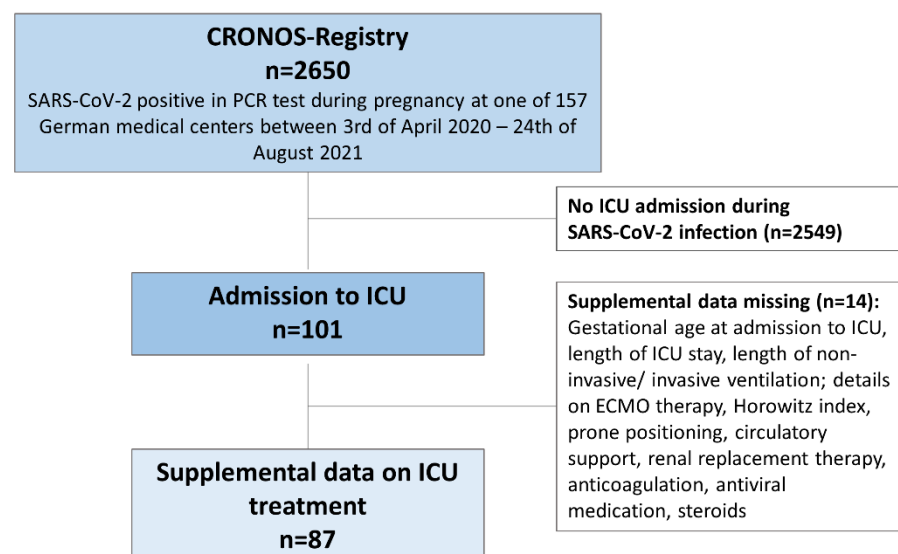 CRONOS-Registry
n=2650
SARS-CoV-2 positive in PCR test during pregnancy at one of 157
German medical centers between 3rd of April 2020 – 24th of
August 2021
No ICU admission during
SARS-CoV-2 infection (n=2549)
Admission to ICU
n=101
Supplemental data missing (n=14):
Gestational age at admission to ICU,
length of ICU stay, length of non-
invasive/ invasive ventilation; details
on ECMO therapy, Horowitz index,
prone positioning, circulatory
support, renal replacement therapy,
anticoagulation, antiviral
medication, steroids
Supplemental data on ICU
treatment
n=87